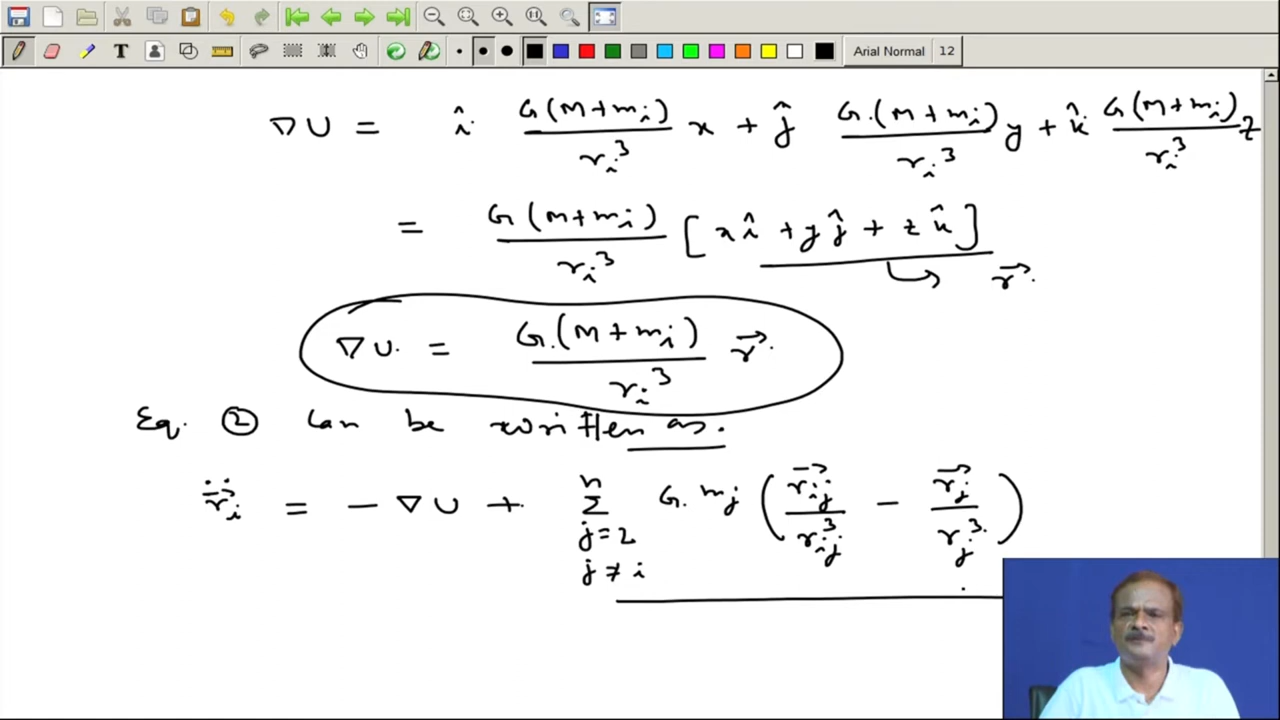 Arial Normal 12
∇U = î G(M+mᵢ)/rᵢ³ x + ĵ G.(M+mᵢ)/rᵢ³ y + k̂ G(M+mᵢ)/rᵢ³ z
= G(M+mᵢ)/rᵢ³ [xî + yĵ + zk̂]
r⃗.
∇U. = G.(M+mᵢ)/rᵢ³ r⃗.
Eq. ② can be written as.
r̈⃗ᵢ = -∇U + Σ G. mⱼ (r⃗ᵢⱼ/rᵢⱼ³ - r⃗ⱼ/rⱼ³)
n
j=2
j≠i